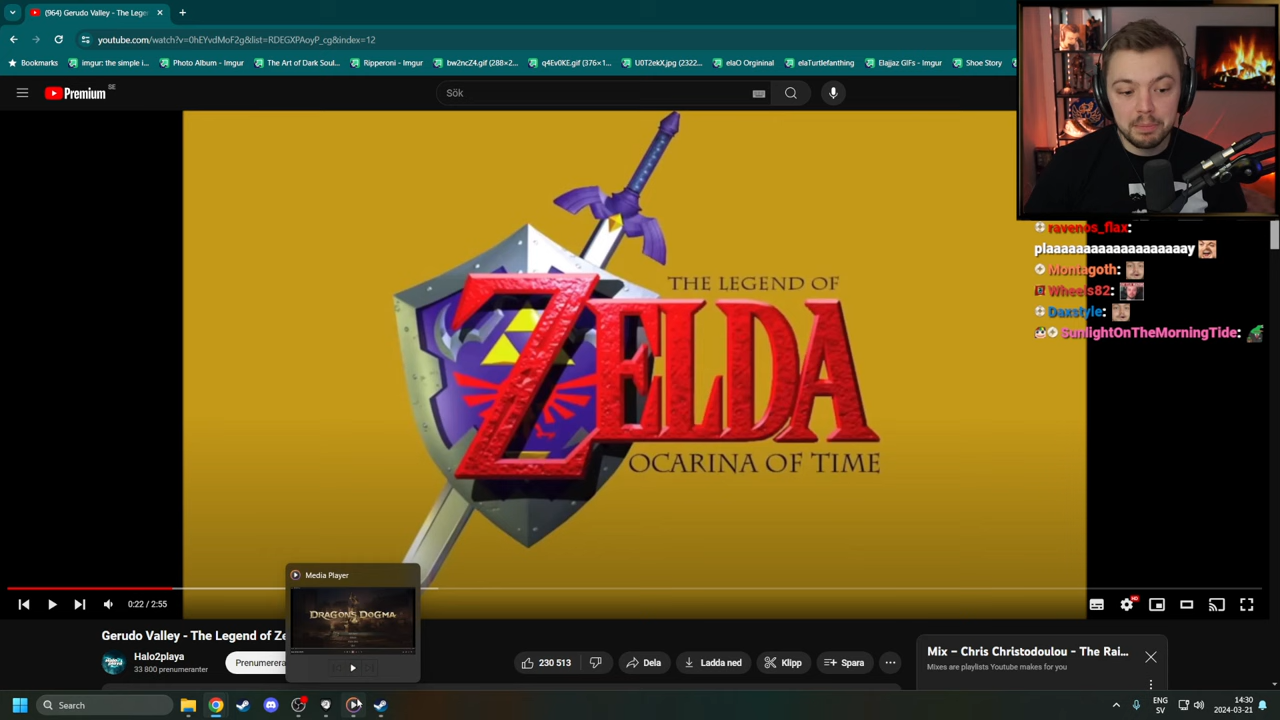 (964) Gerudo Valley - The Lege
youtube.com/watch?v=0hEYvdMoF2g&list=RDEGXPAoyP_cg&index=12
Bookmarks
imgur: the simple i...
Photo Album - Imgur
The Art of Dark Soul...
Ripperoni - Imgur
bw2ncZ4.gif (288×2...
q4Ev0KE.gif (376×1...
U0T2ekX.jpg (2322...
elaO Orgininal
elaTurtlefanthing
Elajjaz GIFs - Imgur
Shoe Story
Premium SE
Sök
THE LEGEND OF
ZELDA
OCARINA OF TIME
ravenos_flax:
plaaaaaaaaaaaaaaaaaaay
Montagoth:
Wheels82:
Daxstyle:
SunlightOnTheMorningTide:
Media Player
DRAGON'S DOGMA
0:22 / 2:55
HD
Gerudo Valley - The Legend of Ze
Halo2playa
33 800 prenumeranter
Prenumerera
230 513
Dela
Ladda ned
Klipp
Spara
Mix – Chris Christodoulou - The Rai...
Mixes are playlists Youtube makes for you
Search
ENG
SV
14:30
2024-03-21